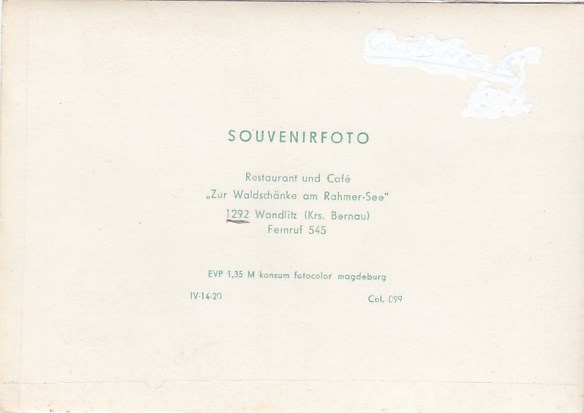 SOUVENIRFOTO
Restaurant und Café
„Zur Waldschänke am Rahmer-See“
1292 Wandlitz (Krs. Bernau)
Fernruf 545
EVP 1,35 M konsum fotocolor magdeburg
IV-14-20 Col. 099